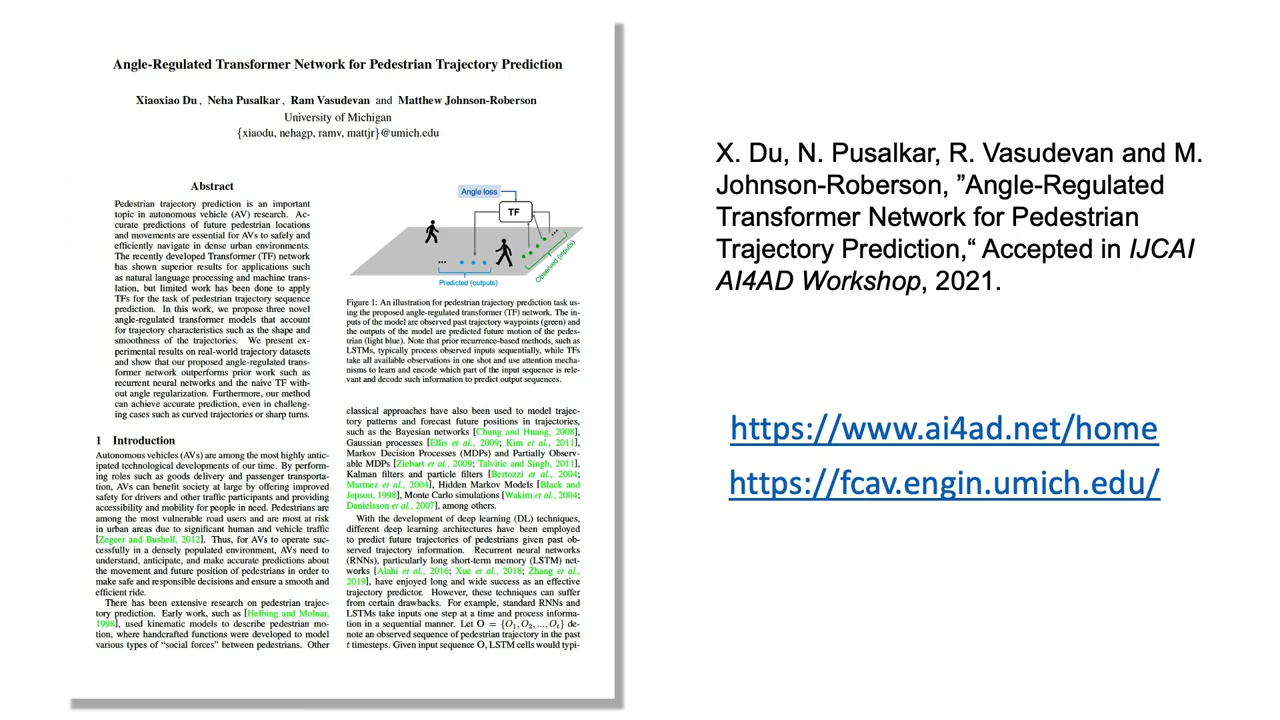 Angle-Regulated Transformer Network for Pedestrian Trajectory Prediction
Xiaoxiao Du , Neha Pusalkar , Ram Vasudevan and Matthew Johnson-Roberson
University of Michigan
{xiaodu, nehagp, ramv, mattjr}@umich.edu
Abstract
Pedestrian trajectory prediction is an important
topic in autonomous vehicle (AV) research. Ac-
curate predictions of future pedestrian locations
and movements are essential for AVs to safely and
efficiently navigate in dense urban environments.
The recently developed Transformer (TF) network
has shown superior results for applications such
as natural language processing and machine trans-
lation, but limited work has been done to apply
TFs for the task of pedestrian trajectory sequence
prediction. In this work, we propose three novel
angle-regulated transformer models that account
for trajectory characteristics such as the shape and
smoothness of the trajectories. We present ex-
perimental results on real-world trajectory datasets
and show that our proposed angle-regulated trans-
former network outperforms prior work such as
recurrent neural networks and the naive TF with-
out angle regularization. Furthermore, our method
can achieve accurate prediction, even in challeng-
ing cases such as curved trajectories or sharp turns.
1 Introduction
Autonomous vehicles (AVs) are among the most highly antic-
ipated technological developments of our time. By perform-
ing roles such as goods delivery and passenger transporta-
tion, AVs can benefit society at large by offering improved
safety for drivers and other traffic participants and providing
accessibility and mobility for people in need. Pedestrians are
among the most vulnerable road users and are most at risk
in urban areas due to significant human and vehicle traffic
[Zegeer and Bushell, 2012]. Thus, for AVs to operate suc-
cessfully in a densely populated environment, AVs need to
understand, anticipate, and make accurate predictions about
the movement and future position of pedestrians in order to
make safe and responsible decisions and ensure a smooth and
efficient ride.
There has been extensive research on pedestrian trajec-
tory prediction. Early work, such as [Helbing and Molnar,
1998], used kinematic models to describe pedestrian mo-
tion, where handcrafted functions were developed to model
various types of “social forces” between pedestrians. Other
Angle loss
TF
...
...
Predicted (outputs)
Observed (inputs)
Figure 1: An illustration for pedestrian trajectory prediction task us-
ing the proposed angle-regulated transformer (TF) network. The in-
puts of the model are observed past trajectory waypoints (green) and
the outputs of the model are predicted future motion of the pedes-
trian (light blue). Note that prior recurrence-based methods, such as
LSTMs, typically process observed inputs sequentially, while TFs
take all available observations in one shot and use attention mecha-
nisms to learn and encode which part of the input sequence is rele-
vant and decode such information to predict output sequences.
classical approaches have also been used to model trajec-
tory patterns and forecast future positions in trajectories,
such as the Bayesian networks [Chung and Huang, 2008],
Gaussian processes [Ellis et al., 2009; Kim et al., 2011],
Markov Decision Processes (MDPs) and Partially Observ-
able MDPs [Ziebart et al., 2009; Talvitie and Singh, 2011],
Kalman filters and particle filters [Bertozzi et al., 2004;
Martnez et al., 2004], Hidden Markov Models [Black and
Jepson, 1998], Monte Carlo simulations [Wakim et al., 2004;
Danielsson et al., 2007], among others.
With the development of deep learning (DL) techniques,
different deep learning architectures have been employed
to predict future trajectories of pedestrians given past ob-
served trajectory information. Recurrent neural networks
(RNNs), particularly long short-term memory (LSTM) net-
works [Alahi et al., 2016; Xue et al., 2018; Zhang et al.,
2019], have enjoyed long and wide success as an effective
trajectory predictor. However, these techniques can suffer
from certain drawbacks. For example, standard RNNs and
LSTMs take inputs one step at a time and process informa-
tion in a sequential manner. Let O = {O1, O2, ..., Ot} de-
note an observed sequence of pedestrian trajectory in the past
t timesteps. Given input sequence O, LSTM cells would typi-
X. Du, N. Pusalkar, R. Vasudevan and M.
Johnson-Roberson, ”Angle-Regulated
Transformer Network for Pedestrian
Trajectory Prediction,“ Accepted in IJCAI
AI4AD Workshop, 2021.
https://www.ai4ad.net/home
https://fcav.engin.umich.edu/